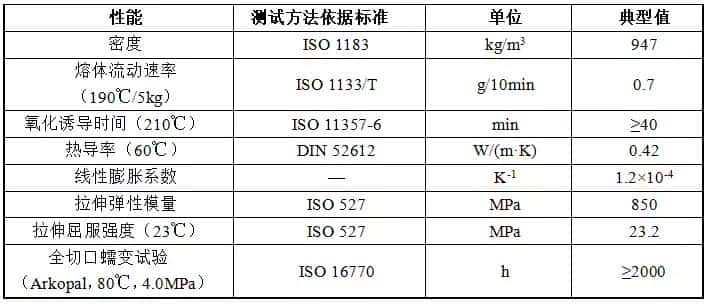 性能 测试方法依据标准 单位 典型值
密度 ISO 1183 kg/m³ 947
熔体流动速率
（190℃/5kg） ISO 1133/T g/10min 0.7
氧化诱导时间（210℃） ISO 11357-6 min ≥40
热导率（60℃） DIN 52612 W/(m·K) 0.42
线性膨胀系数 — K⁻¹ 1.2×10⁻⁴
拉伸弹性模量 ISO 527 MPa 850
拉伸屈服强度（23℃） ISO 527 MPa 23.2
全切口蠕变试验
（Arkopal，80℃，4.0MPa） ISO 16770 h ≥2000